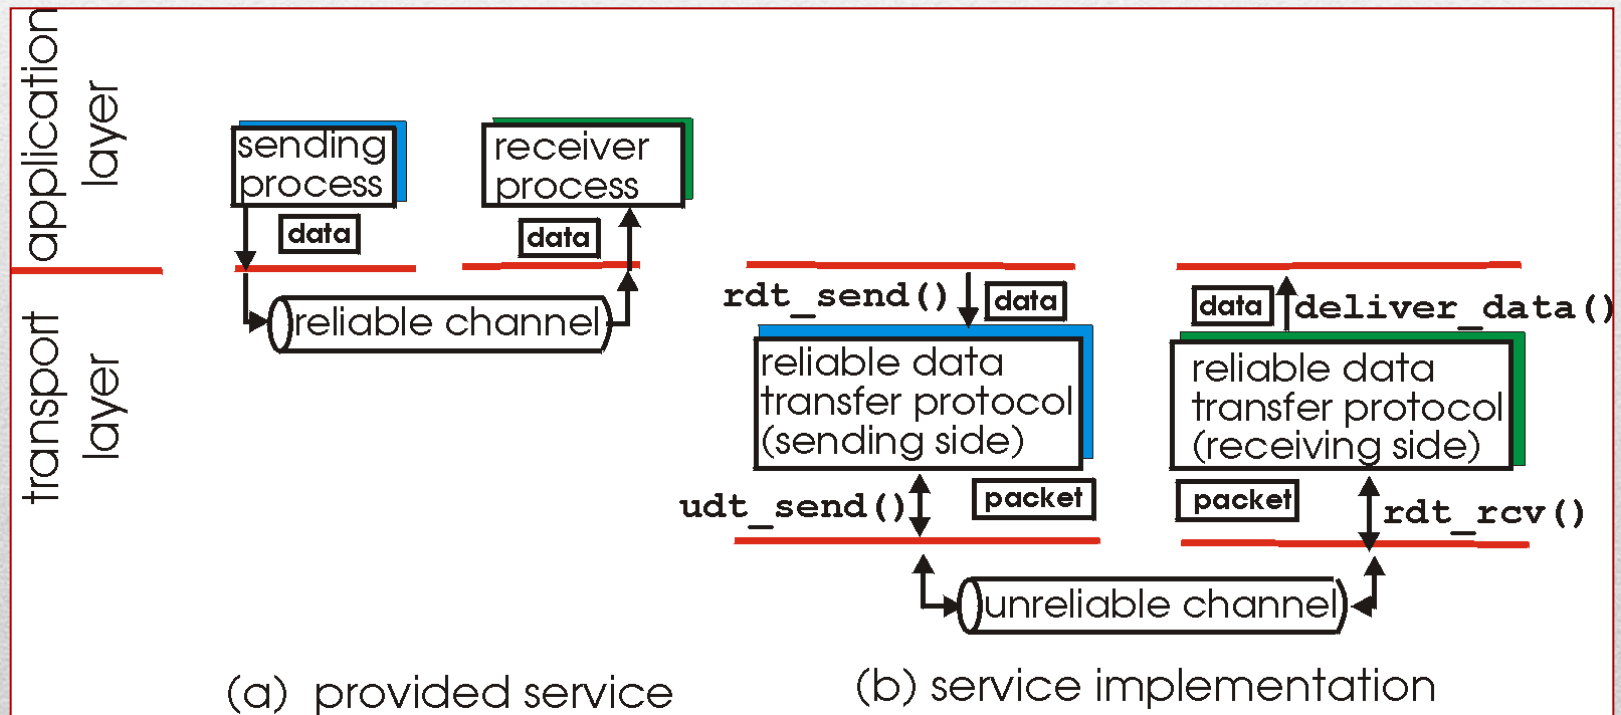 application
layer
transport
layer
sending
process
receiver
process
data
data
reliable channel
(a) provided service
rdt_send()
data
data
deliver_data()
reliable data
transfer protocol
(sending side)
reliable data
transfer protocol
(receiving side)
udt_send()
packet
packet
rdt_rcv()
unreliable channel
(b) service implementation